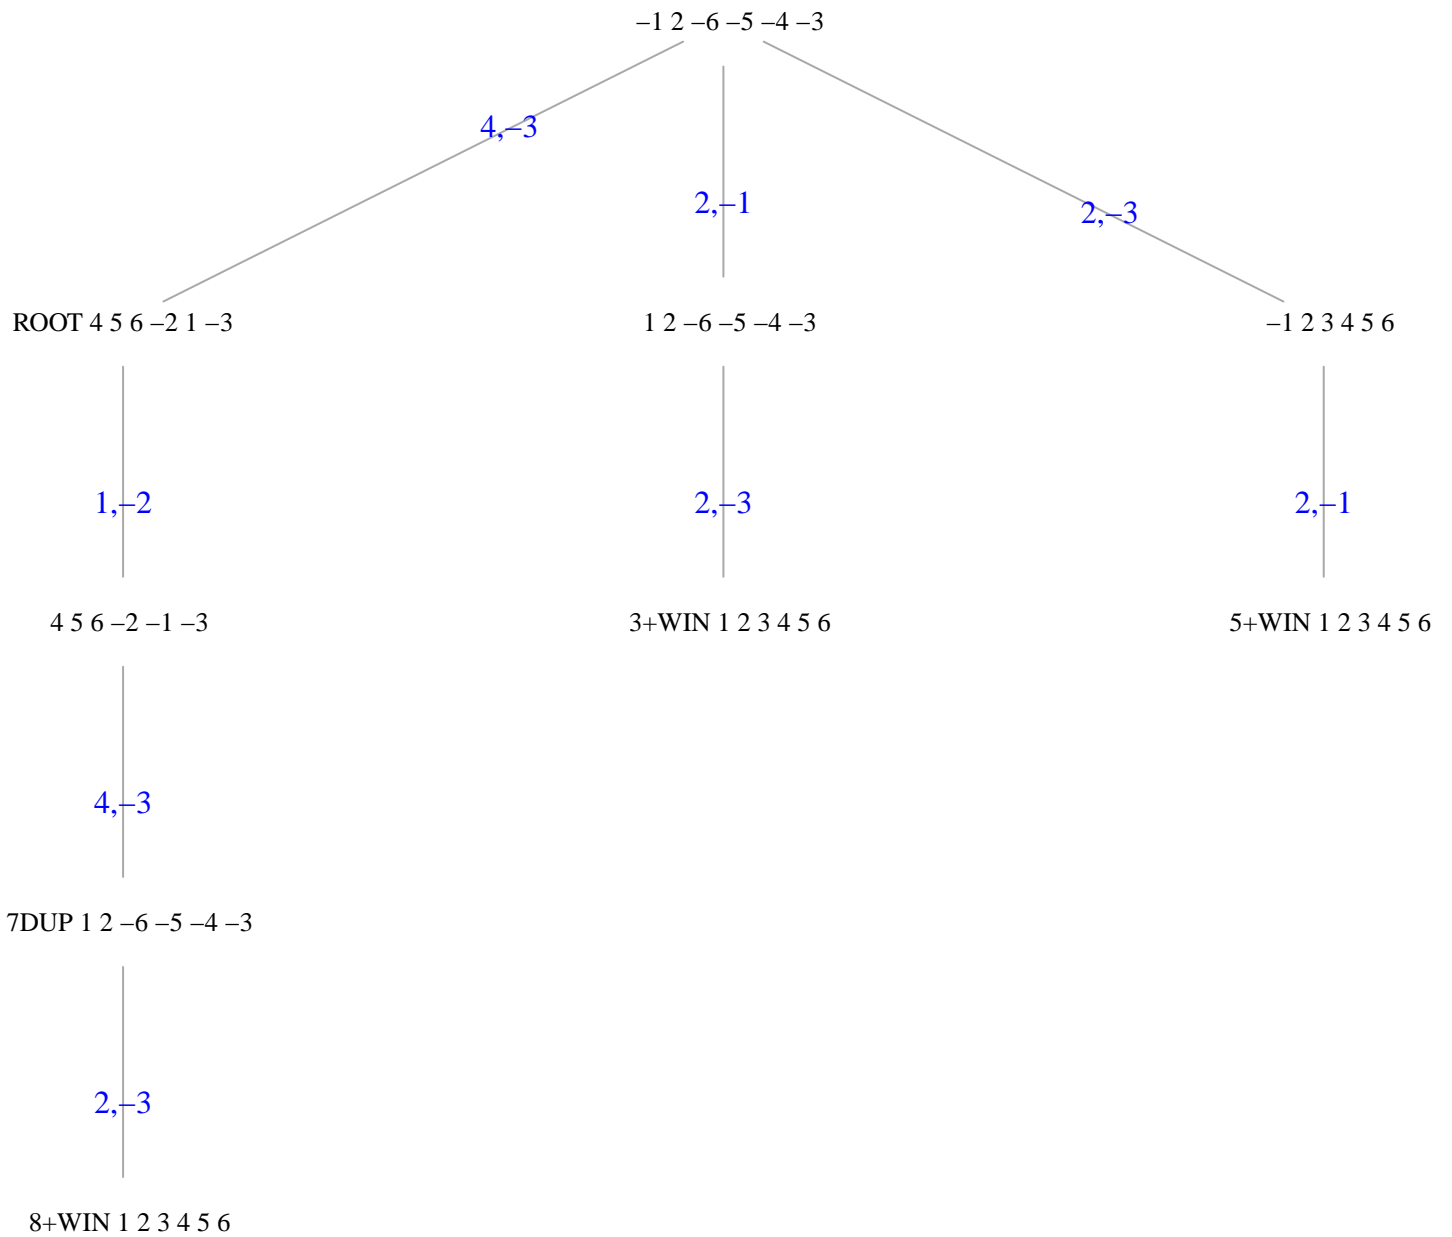 –1 2 –6 –5 –4 –3
4,–3
2,–1
2,–3
ROOT 4 5 6 –2 1 –3
1 2 –6 –5 –4 –3
–1 2 3 4 5 6
1,–2
2,–3
2,–1
4 5 6 –2 –1 –3
3+WIN 1 2 3 4 5 6
5+WIN 1 2 3 4 5 6
4,–3
7DUP 1 2 –6 –5 –4 –3
2,–3
8+WIN 1 2 3 4 5 6